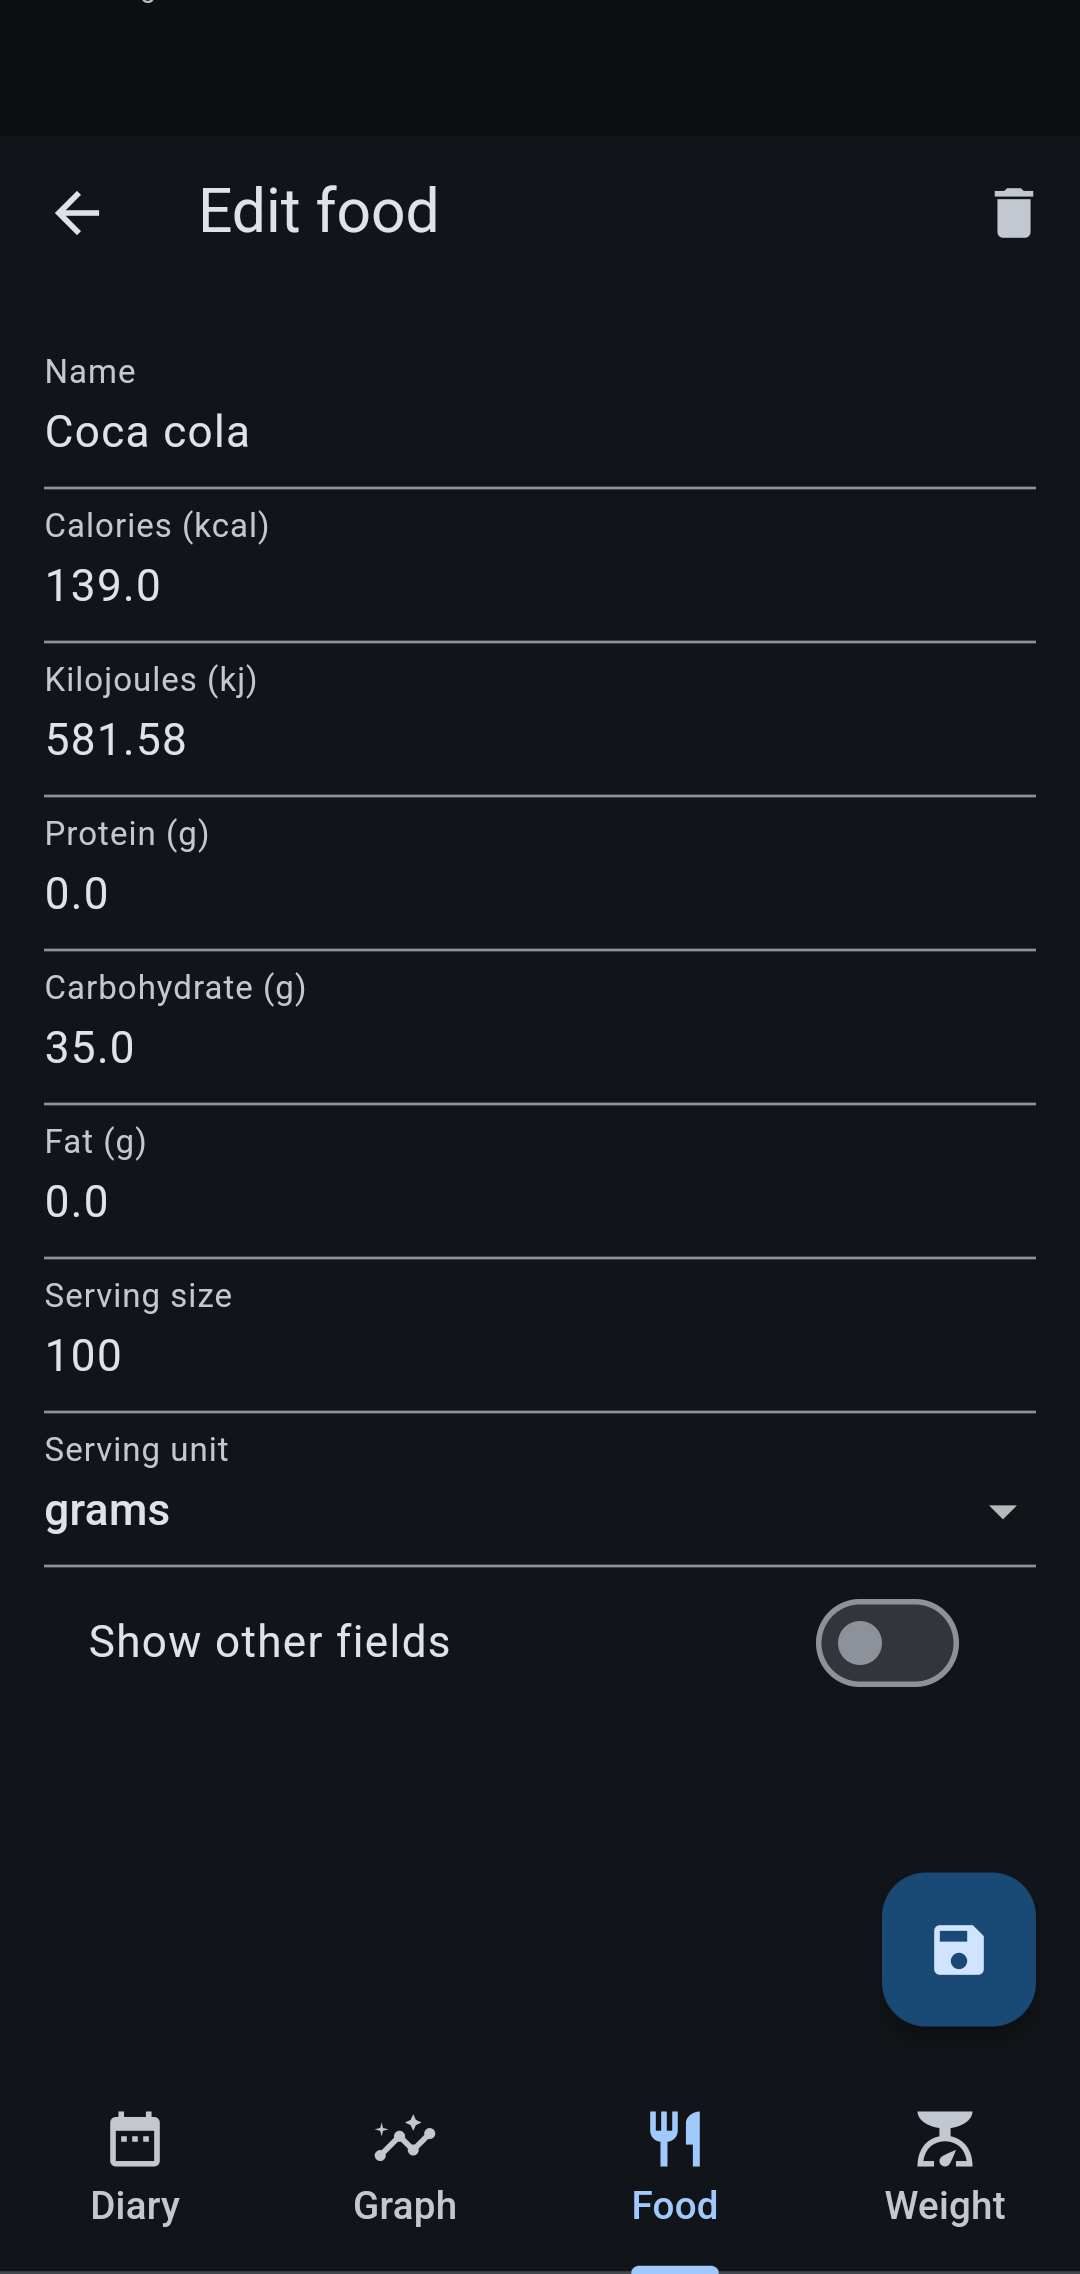 Edit food
Name
Coca cola
Calories (kcal)
139.0
Kilojoules (kj)
581.58
Protein (g)
0.0
Carbohydrate (g)
35.0
Fat (g)
0.0
Serving size
100
Serving unit
grams
Show other fields
Diary
Graph
Food
Weight